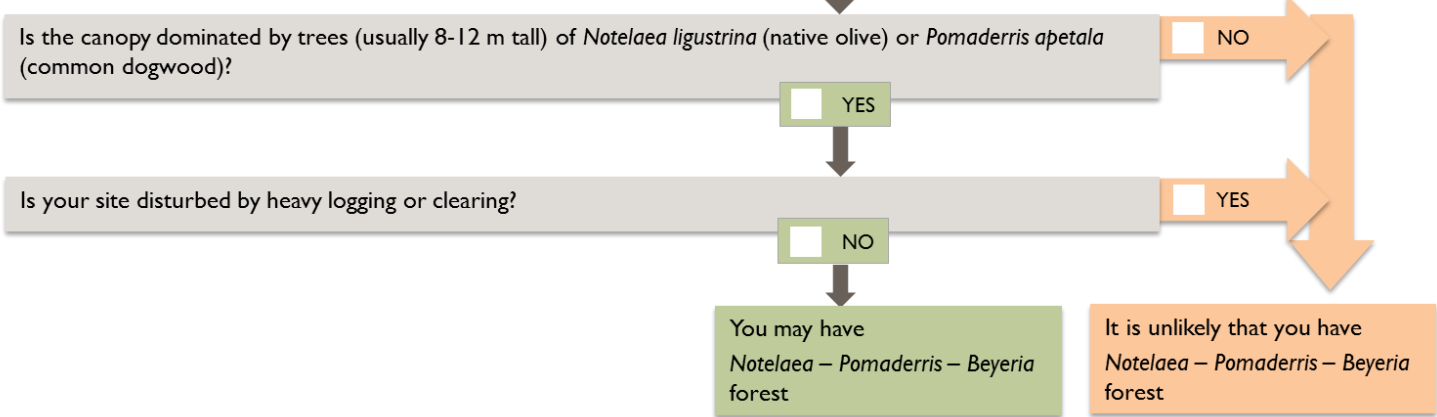 Is the canopy dominated by trees (usually 8-12 m tall) of Notelaea ligustrina (native olive) or Pomaderris apetala
(common dogwood)?
NO
YES
Is your site disturbed by heavy logging or clearing?
YES
NO
You may have
Notelaea – Pomaderris – Beyeria
forest
It is unlikely that you have
Notelaea – Pomaderris – Beyeria
forest